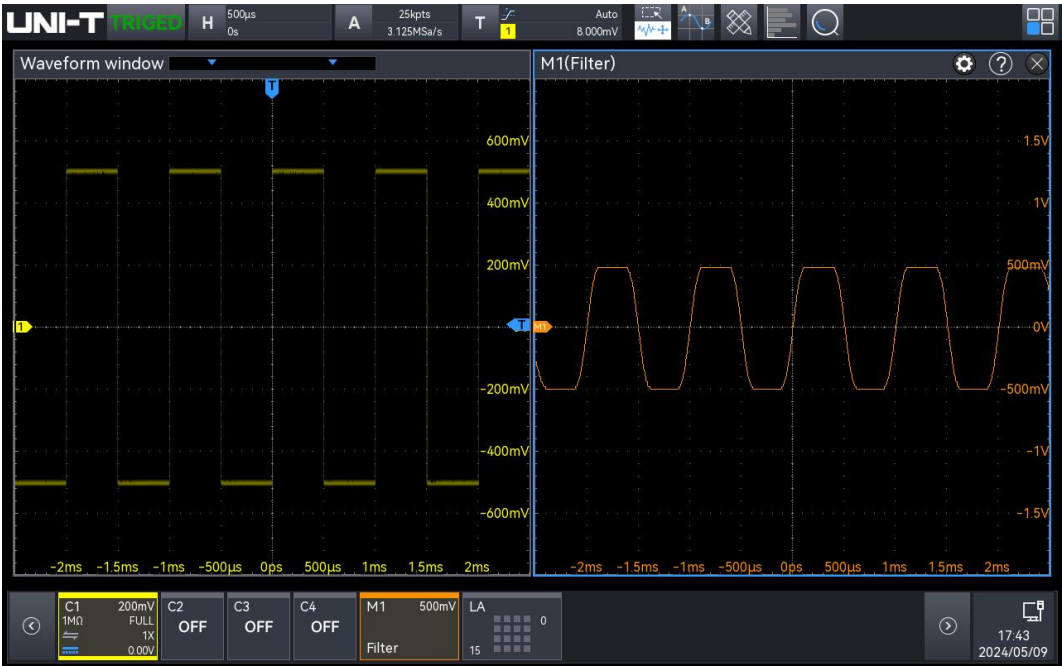 UNI-T TRIGED H 500µs A 25kpts T Auto
0s 3.125MSa/s 1 8.000mV A B
Waveform window
M1(Filter) ?
T
600mV
400mV
200mV
1 T
-200mV
-400mV
-600mV
-2ms -1.5ms -1ms -500µs 0ps 500µs 1ms 1.5ms 2ms
1.5V
1V
500mV
M1 0V
-500mV
-1V
-1.5V
-2ms -1.5ms -1ms -500µs 0ps 500µs 1ms 1.5ms 2ms
C1 200mV
1MΩ FULL
1X
0.00V
C2
OFF
C3
OFF
C4
OFF
M1 500mV
Filter
LA
0
15
17:43
2024/05/09